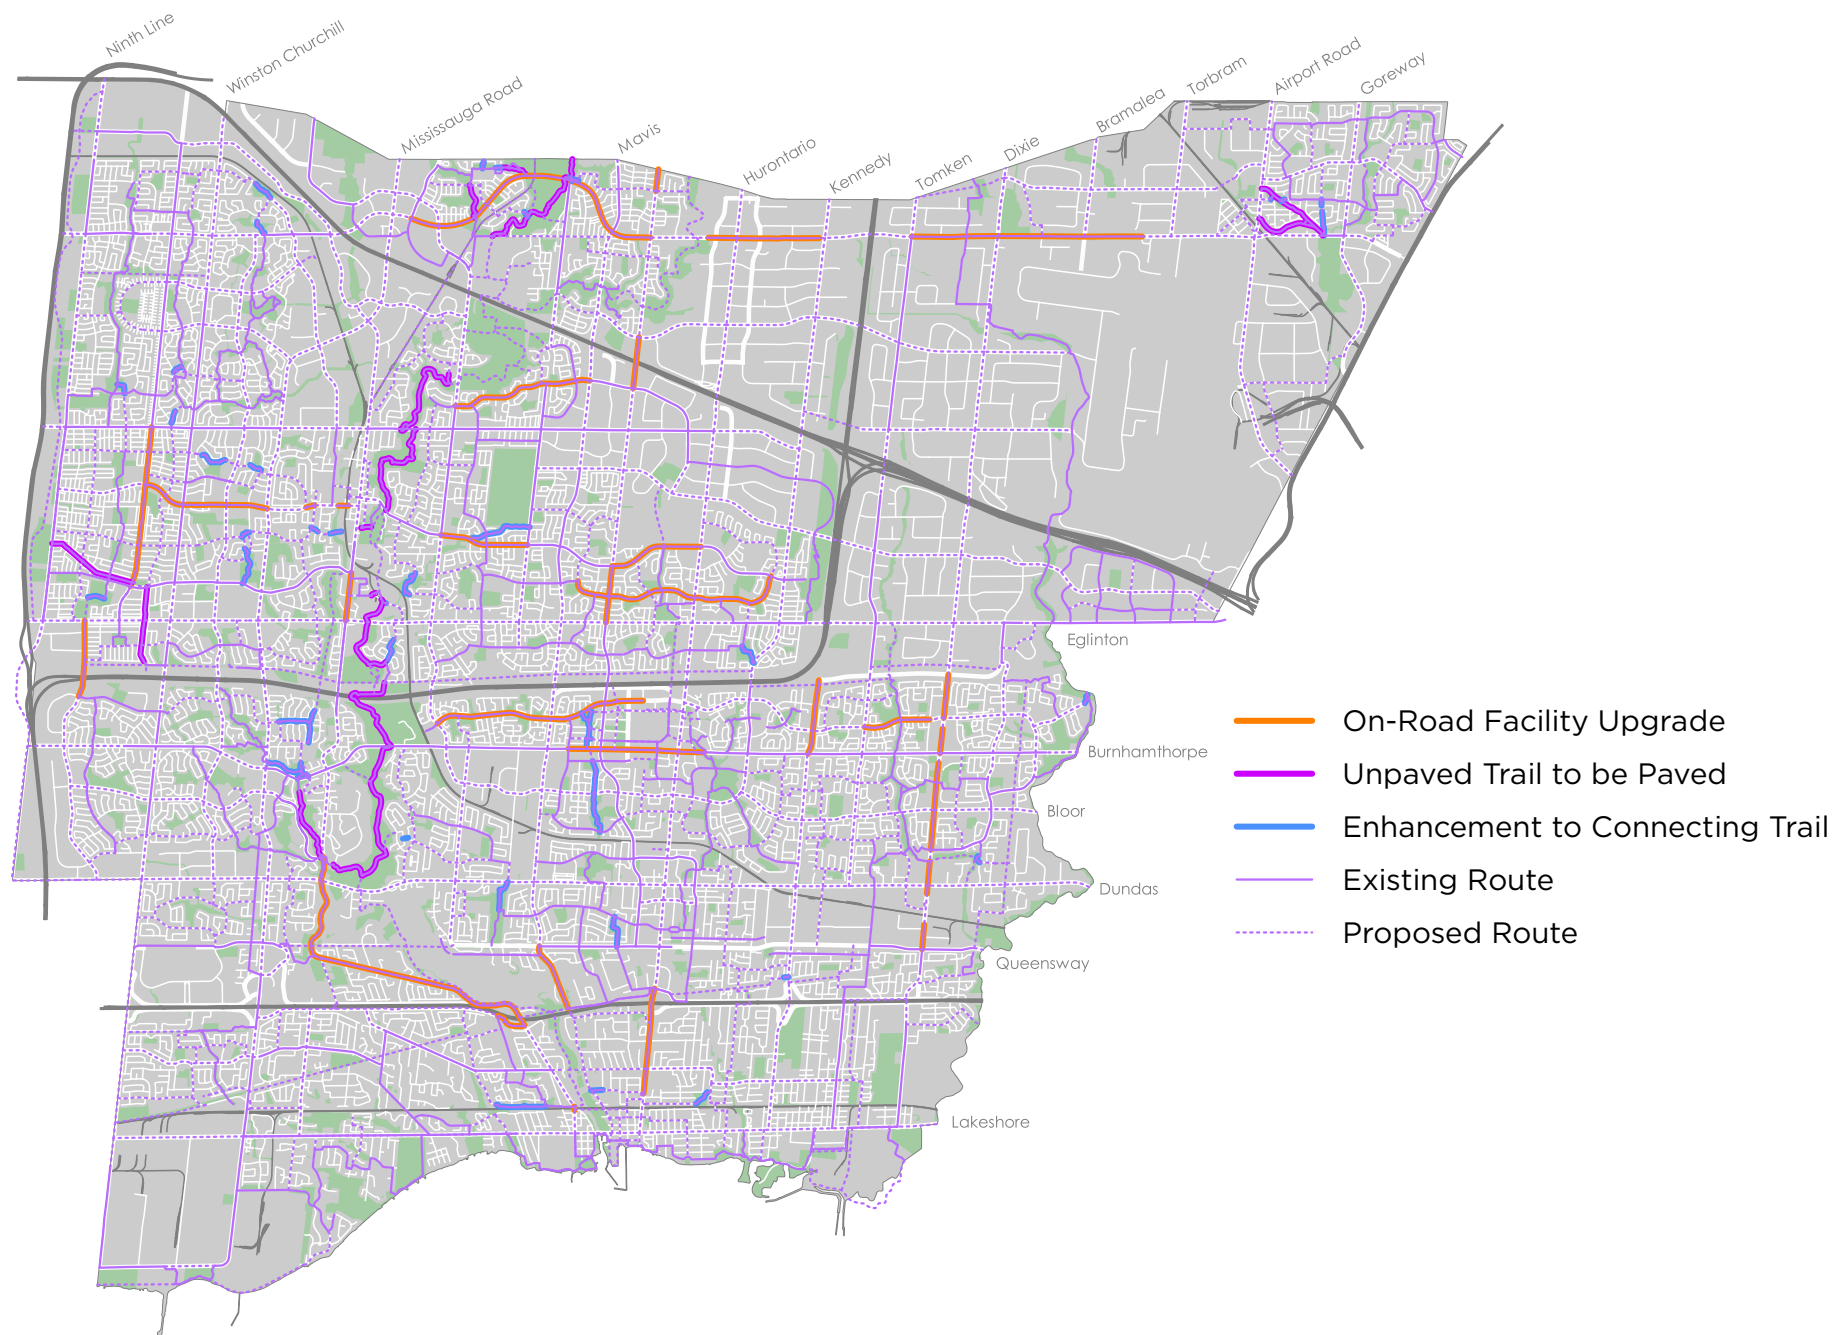 Ninth Line
Winston Churchill
Mississauga Road
Mavis
Hurontario
Kennedy
Tomken
Dixie
Bramalea
Torbram
Airport Road
Goreway
Eglinton
Burnhamthorpe
Bloor
Dundas
Queensway
Lakeshore
On-Road Facility Upgrade
Unpaved Trail to be Paved
Enhancement to Connecting Trail
Existing Route
Proposed Route